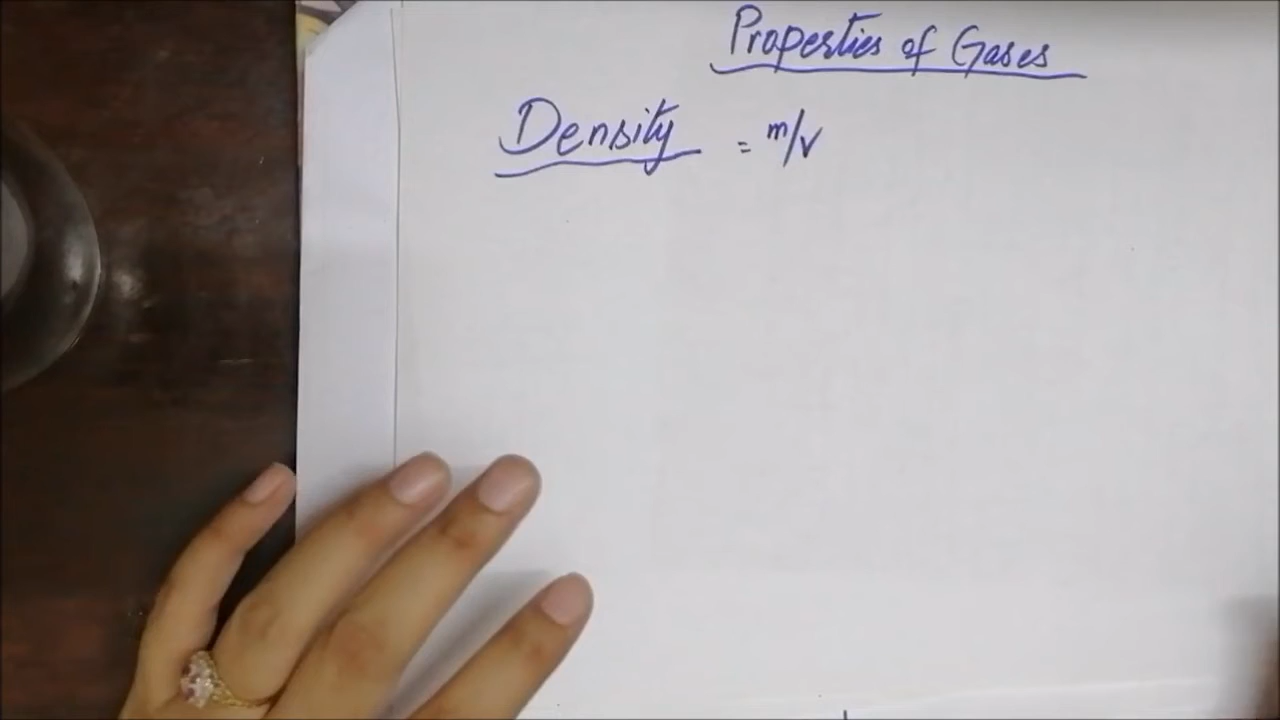 Properties of Gases
Density = m/v